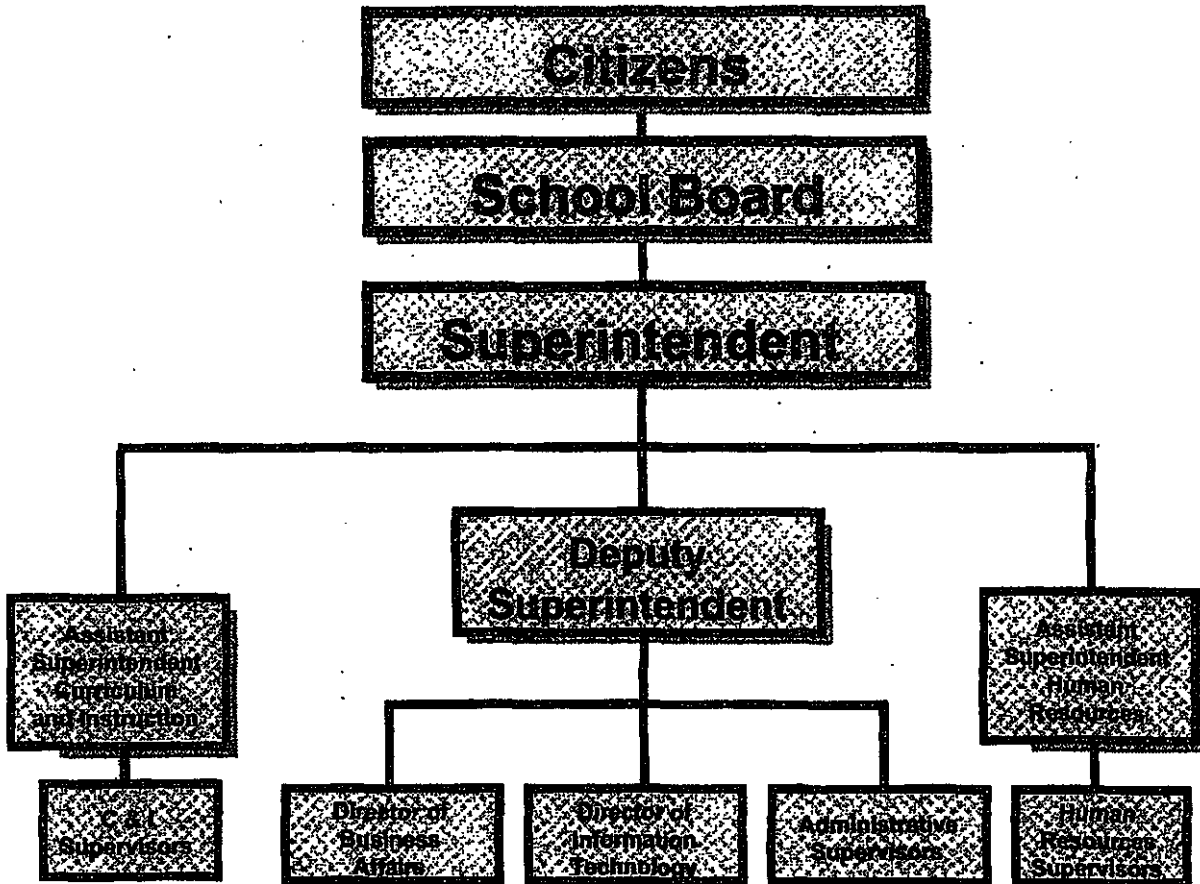 Citizens
School Board
Superintendent
Deputy
Superintendent
Assistant
Superintendent
Curriculum
and Instruction
Assistant
Superintendent
Human
Resources
C & I
Supervisors
Director of
Business
Affairs
Director of
Information
Technology
Administrative
Supervisors
Human
Resources
Supervisors